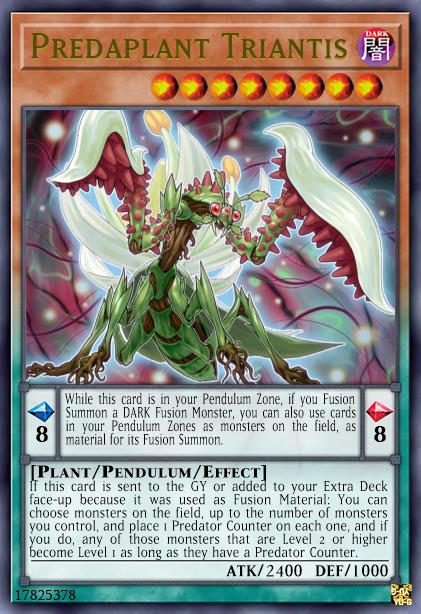 PREDAPLANT TRIANTIS
DARK
闇
While this card is in your Pendulum Zone, if you Fusion
Summon a DARK Fusion Monster, you can also use cards
in your Pendulum Zones as monsters on the field, as
material for its Fusion Summon.
8
8
[PLANT/PENDULUM/EFFECT]
If this card is sent to the GY or added to your Extra Deck
face-up because it was used as Fusion Material: You can
choose monsters on the field, up to the number of monsters
you control, and place 1 Predator Counter on each one, and if
you do, any of those monsters that are Level 2 or higher
become Level 1 as long as they have a Predator Counter.
ATK/2400 DEF/1000
17825378